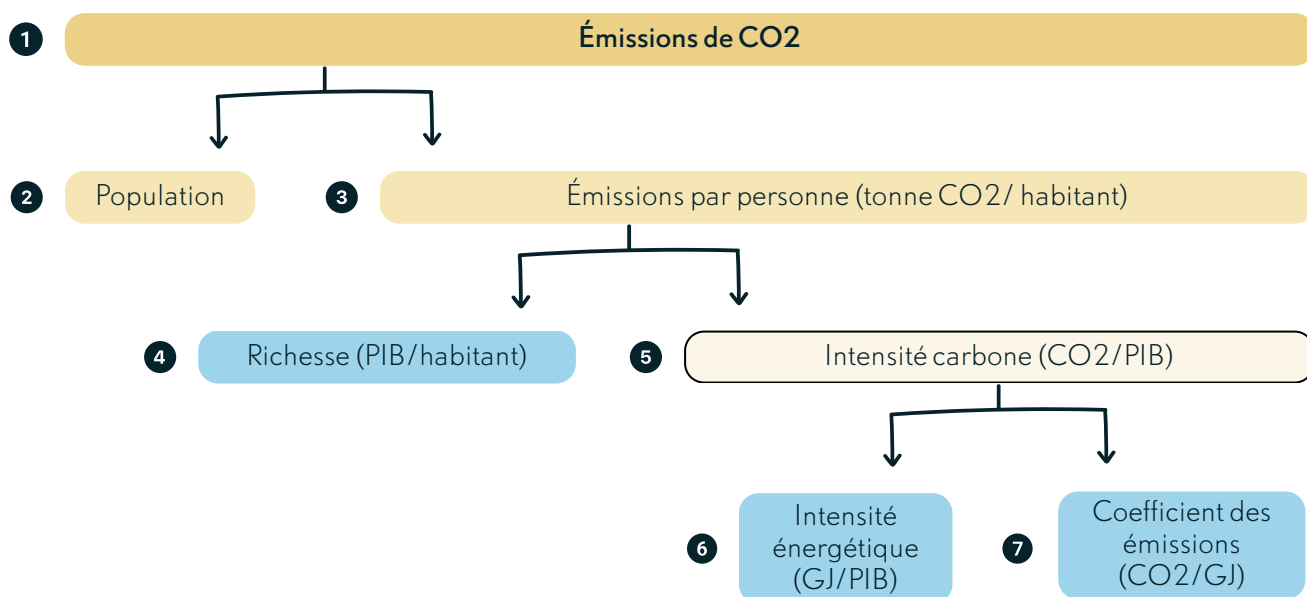 1 Émissions de CO2
2 Population
3 Émissions par personne (tonne CO2/ habitant)
4 Richesse (PIB/habitant)
5 Intensité carbone (CO2/PIB)
6 Intensité
énergétique
(GJ/PIB)
7 Coefficient des
émissions
(CO2/GJ)